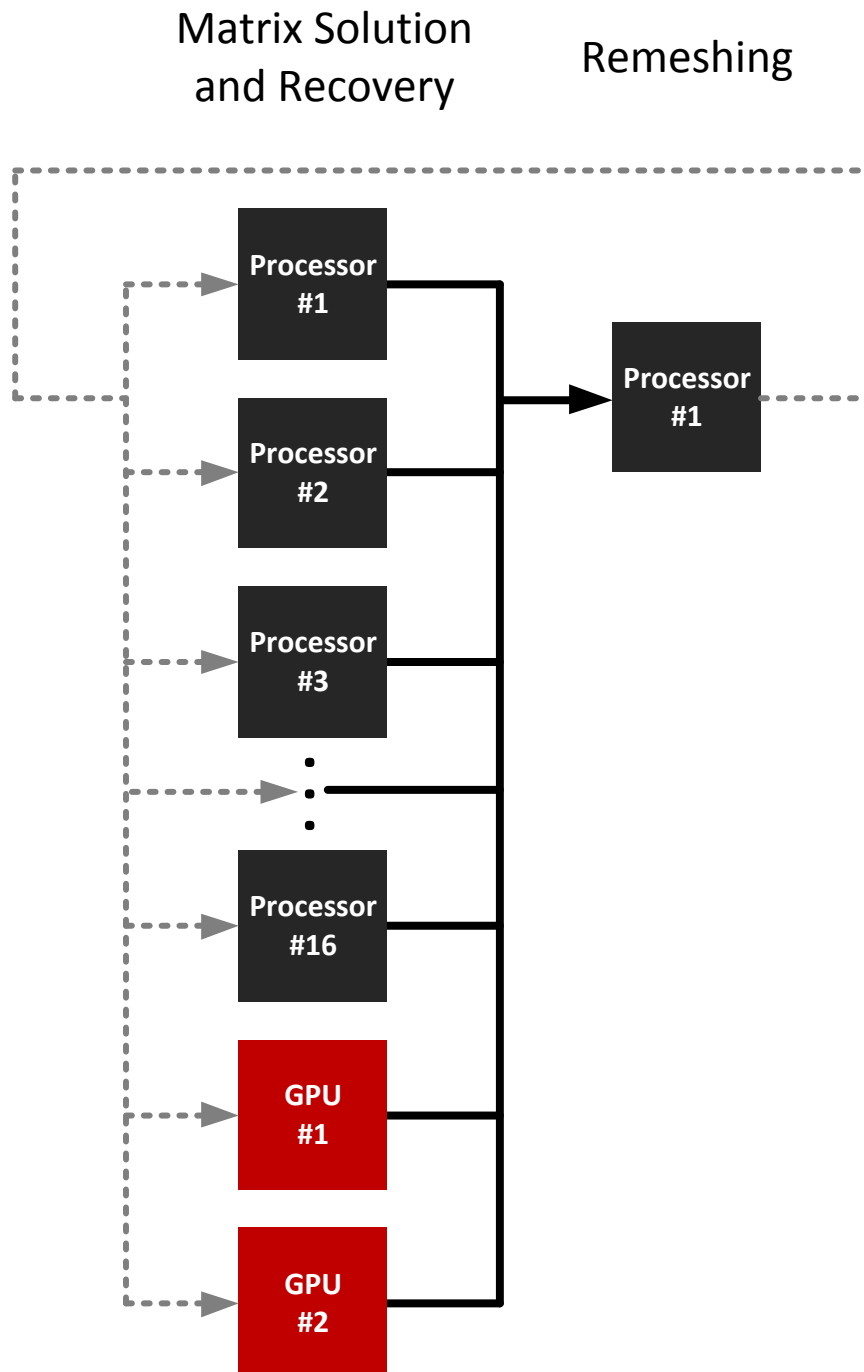 Matrix Solution
and Recovery
Remeshing
Processor
#1
Processor
#1
Processor
#2
Processor
#3
Processor
#16
GPU
#1
GPU
#2